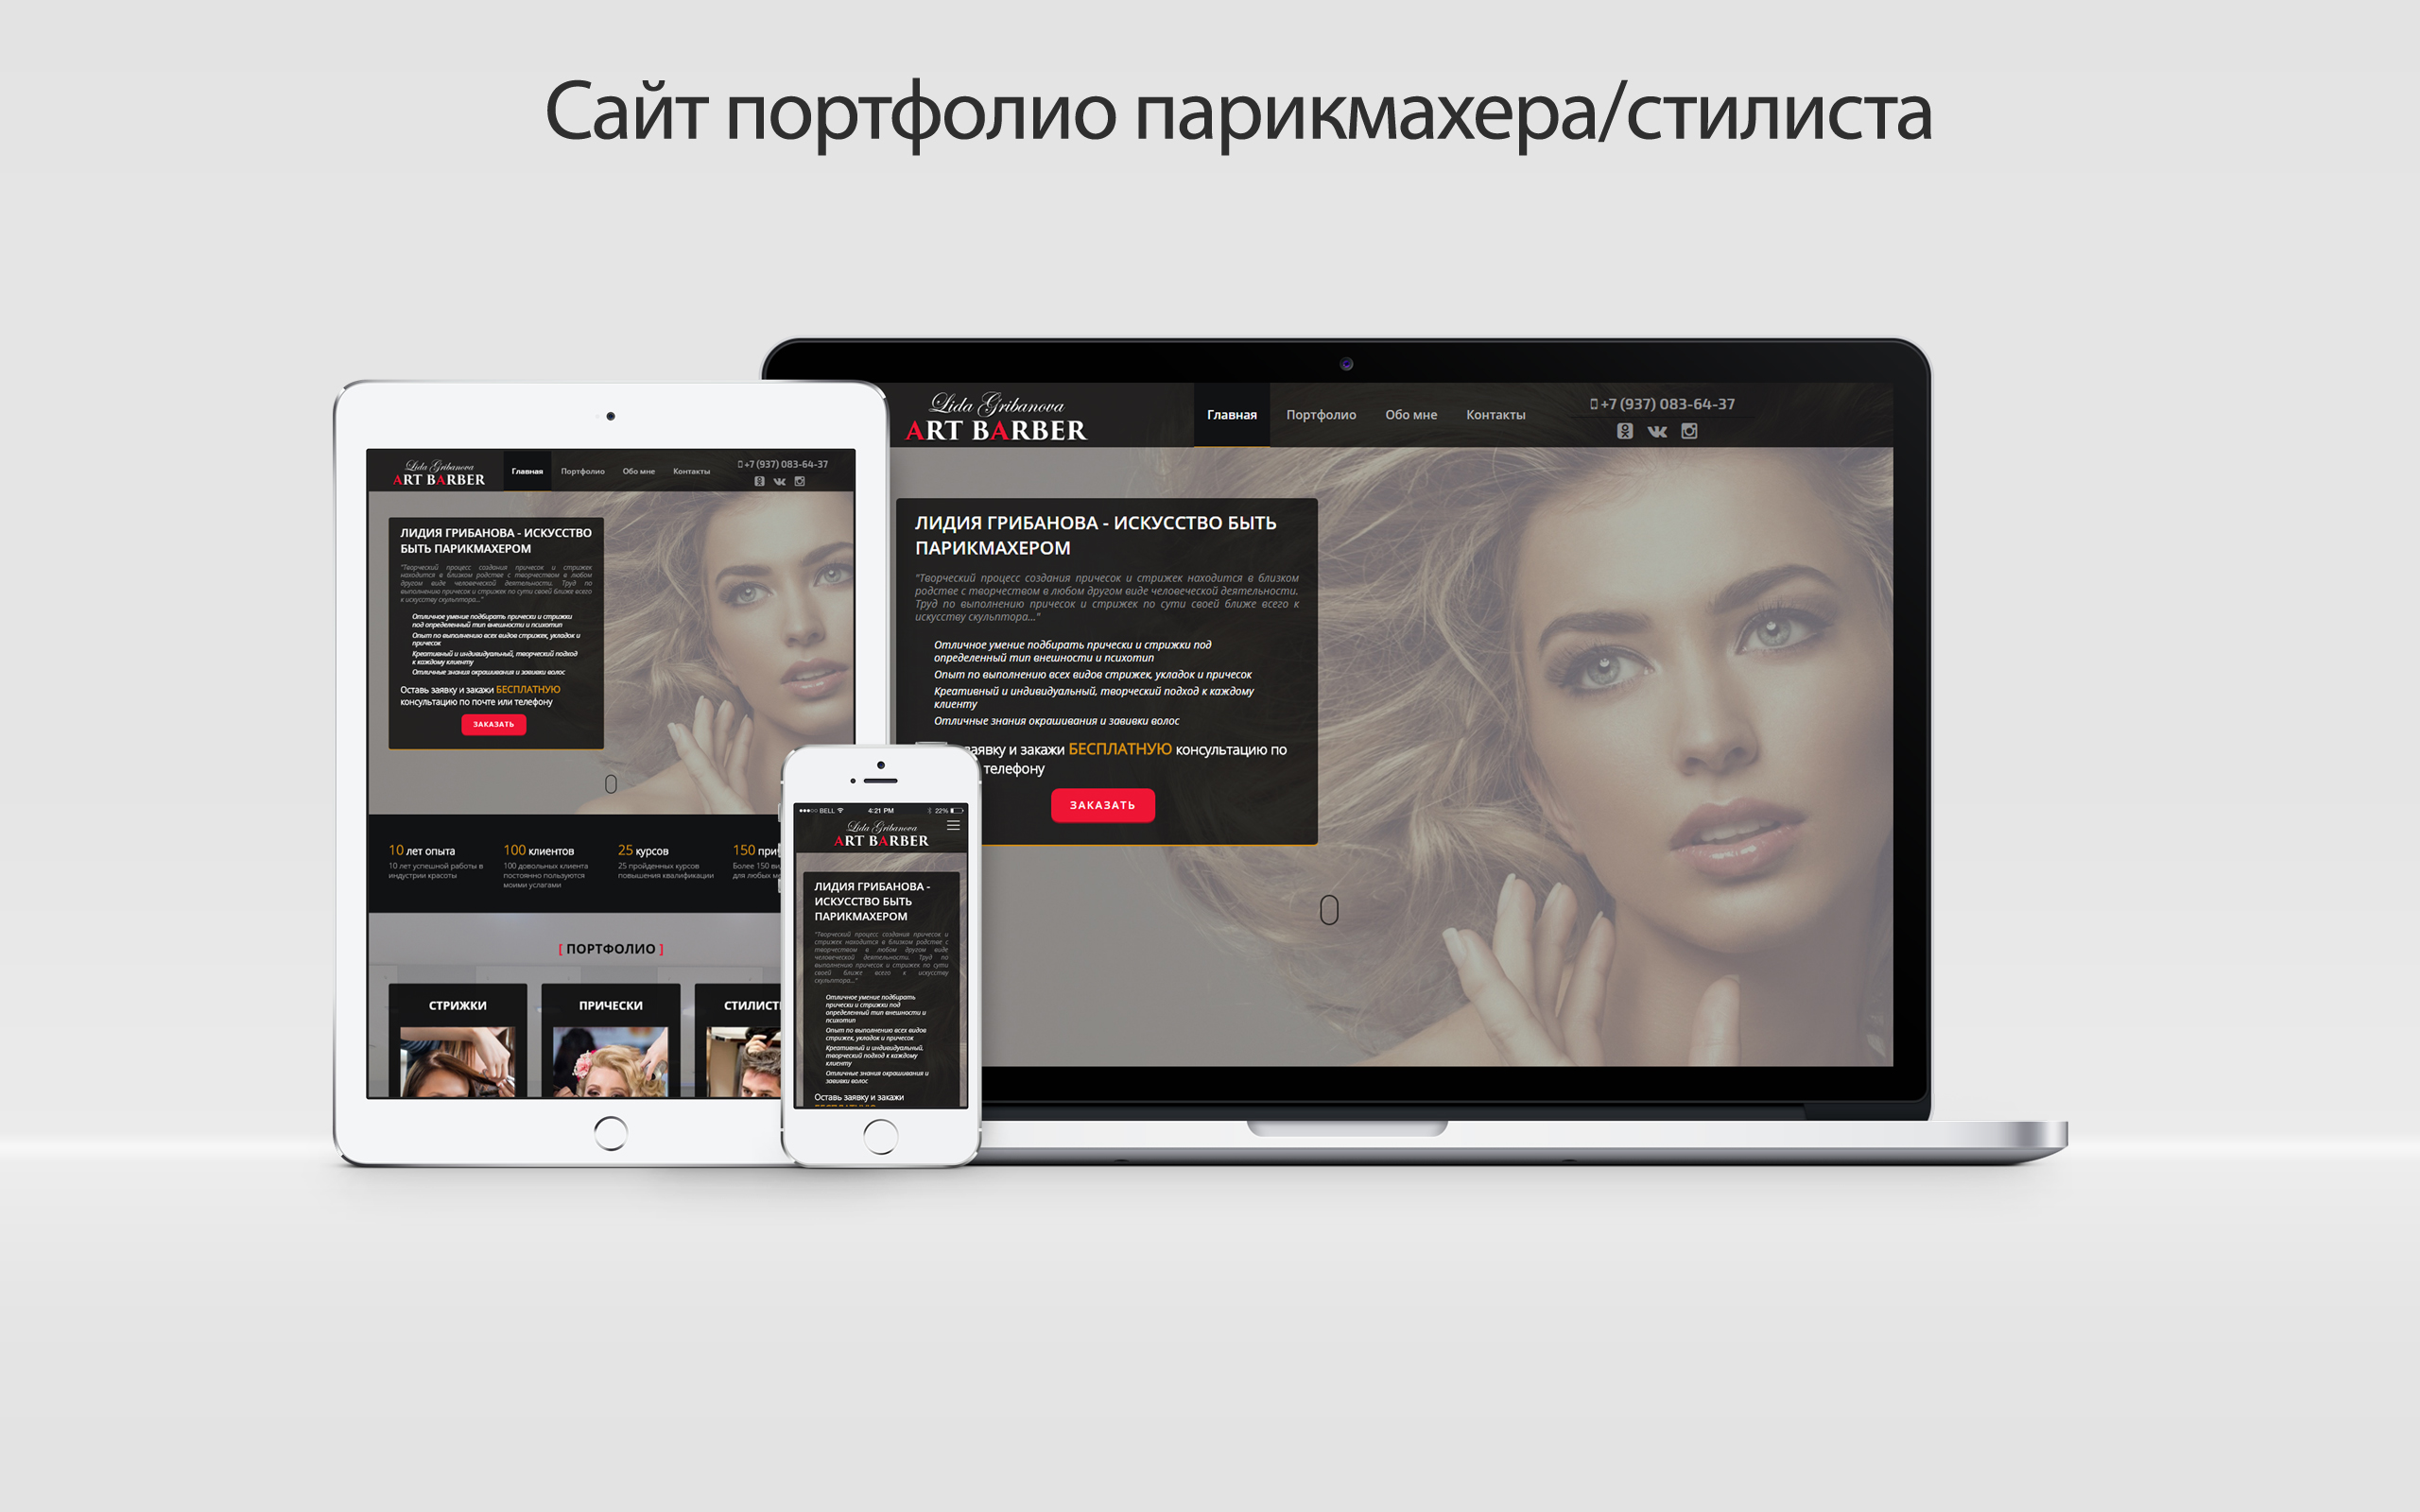 Сайт портфолио парикмахера/стилиста
Lida Gribanova
ART BARBER
Главная
Портфолио
Обо мне
Контакты
+7 (937) 083-64-37
ЛИДИЯ ГРИБАНОВА - ИСКУССТВО БЫТЬ
ПАРИКМАХЕРОМ
"Творческий процесс создания причесок и стрижек находится в близком
родстве с творчеством в любом другом виде человеческой деятельности.
Труд по выполнению причесок и стрижек по сути своей ближе всего к
искусству скульптора..."
Отличное умение подбирать прически и стрижки под
определенный тип внешности и психотип
Опыт по выполнению всех видов стрижек, укладок и причесок
Креативный и индивидуальный, творческий подход к каждому
клиенту
Отличные знания окрашивания и завивки волос
заявку и закажи БЕСПЛАТНУЮ консультацию по
телефону
ЗАКАЗАТЬ
Lida Gribanova
ART BARBER
Главная
Портфолио
Обо мне
Контакты
+7 (937) 083-64-37
ЛИДИЯ ГРИБАНОВА - ИСКУССТВО
БЫТЬ ПАРИКМАХЕРОМ
"Творческий процесс создания причесок и стрижек
находится в близком родстве с творчеством в любом
другом виде человеческой деятельности. Труд по
выполнению причесок и стрижек по сути своей ближе всего
к искусству скульптора..."
Отличное умение подбирать прически и стрижки
под определенный тип внешности и психотип
Опыт по выполнению всех видов стрижек, укладок и
причесок
Креативный и индивидуальный, творческий подход
к каждому клиенту
Отличные знания окрашивания и завивки волос
Оставь заявку и закажи БЕСПЛАТНУЮ
консультацию по почте или телефону
ЗАКАЗАТЬ
10 лет опыта
10 лет успешной работы в
индустрии красоты
100 клиентов
100 довольных клиента
постоянно пользуются
моими услагами
25 курсов
25 пройденных курсов
повышения квалификации
150 при
Более 150 ви
для любых м
[ ПОРТФОЛИО ]
СТРИЖКИ
ПРИЧЕСКИ
СТИЛИСТ
BELL
4:21 PM
22%
Lida Gribanova
ART BARBER
ЛИДИЯ ГРИБАНОВА -
ИСКУССТВО БЫТЬ
ПАРИКМАХЕРОМ
"Творческий процесс создания причесок и
стрижек находится в близком родстве с
творчеством в любом другом виде
человеческой деятельности. Труд по
выполнению причесок и стрижек по сути
своей ближе всего к искусству
скульптора..."
Отличное умение подбирать
прически и стрижки под
определенный тип внешности и
психотип
Опыт по выполнению всех видов
стрижек, укладок и причесок
Креативный и индивидуальный,
творческий подход к каждому
клиенту
Отличные знания окрашивания и
завивки волос
Оставь заявку и закажи